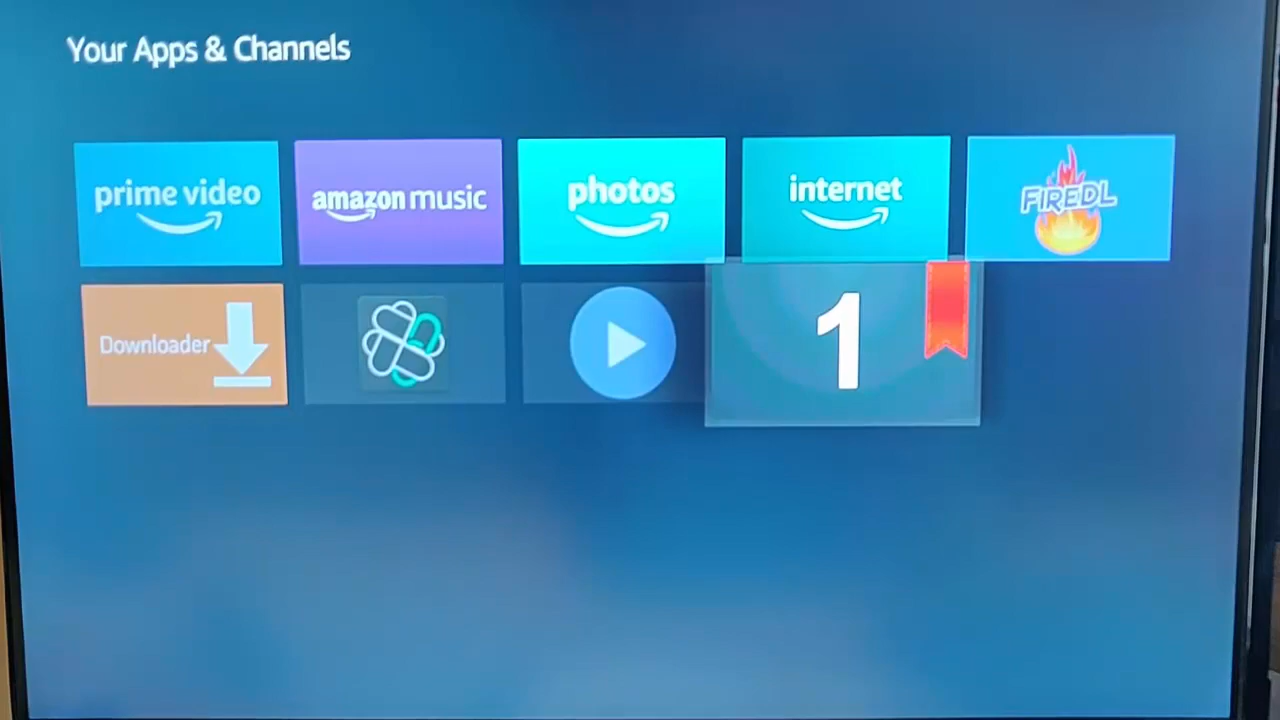 Your Apps & Channels
prime video
amazon music
photos
internet
FIREDL
Downloader
1